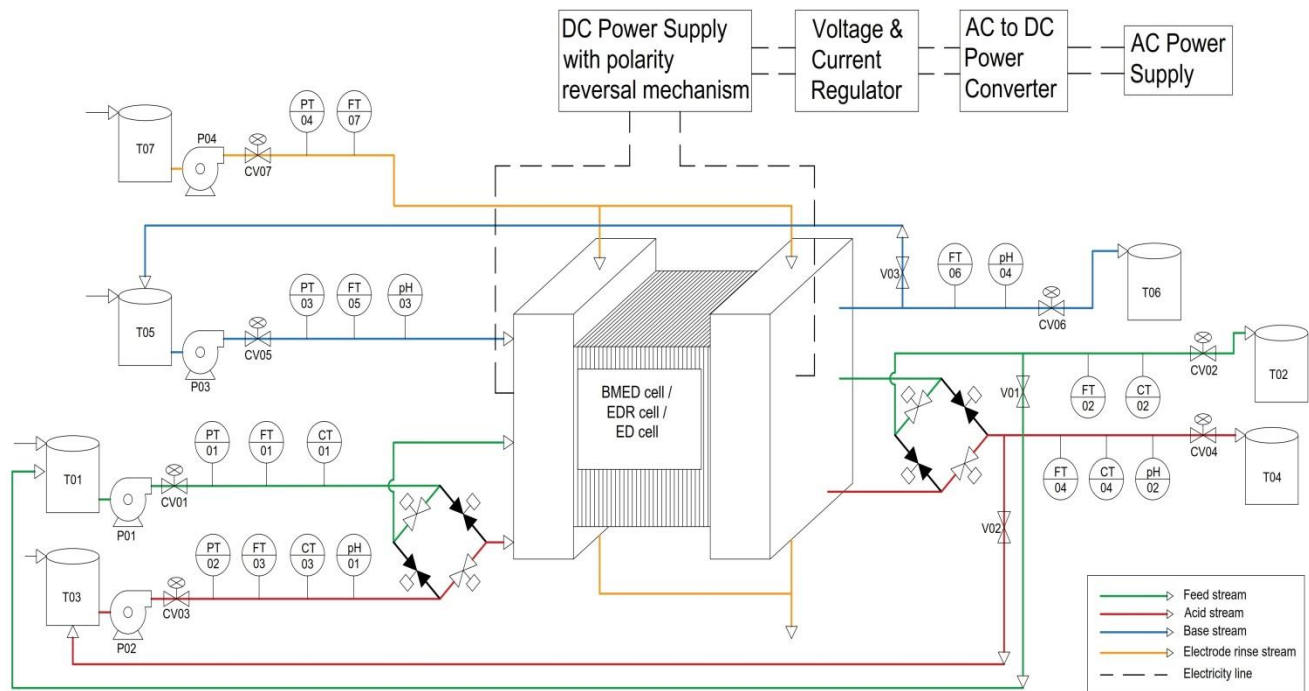 DC Power Supply
with polarity
reversal mechanism
Voltage &
Current
Regulator
AC to DC
Power
Converter
AC Power
Supply
T07
P04
CV07
PT
04
FT
07
T05
P03
CV05
PT
03
FT
05
pH
03
V03
FT
06
pH
04
CV06
T06
BMED cell /
EDR cell /
ED cell
T01
P01
CV01
PT
01
FT
01
CT
01
V01
FT
02
CT
02
CV02
T02
T03
P02
CV03
PT
02
FT
03
CT
03
pH
01
V02
FT
04
CT
04
pH
02
CV04
T04
Feed stream
Acid stream
Base stream
Electrode rinse stream
Electricity line